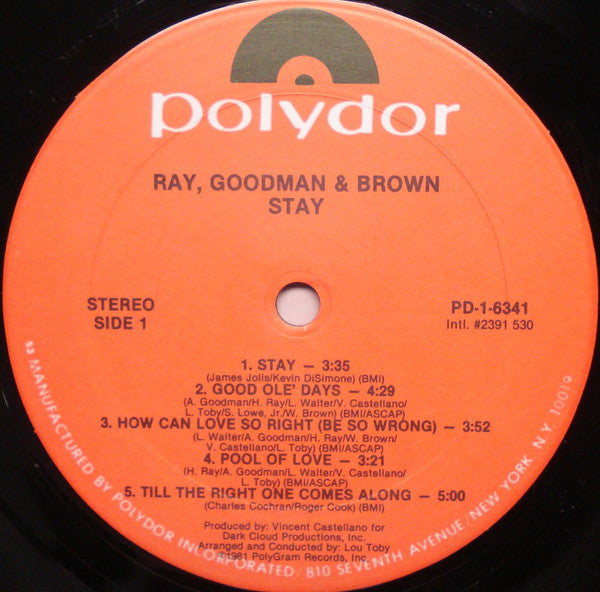 polydor
RAY, GOODMAN & BROWN
STAY
STEREO
SIDE 1
PD-1-6341
Intl. #2391 530
1. STAY — 3:35
(James Jolis/Kevin DiSimone) (BMI)
2. GOOD OLE' DAYS — 4:29
(A. Goodman/H. Ray/L. Walter/V. Castellano/
L. Toby/S. Lowe, Jr./W. Brown) (BMI/ASCAP)
3. HOW CAN LOVE SO RIGHT (BE SO WRONG) — 3:52
(L. Walter/A. Goodman/H. Ray/W. Brown/
V. Castellano/L. Toby) (BMI/ASCAP)
4. POOL OF LOVE — 3:21
(H. Ray/A. Goodman/L. Walter/V. Castellano/
L. Toby) (BMI/ASCAP)
5. TILL THE RIGHT ONE COMES ALONG — 5:00
(Charles Cochran/Roger Cook) (BMI)
Produced by: Vincent Castellano for
Dark Cloud Productions, Inc.
Arranged and Conducted by: Lou Toby
©1981 PolyGram Records, Inc.
53 MANUFACTURED BY POLYDOR INCORPORATED/810 SEVENTH AVENUE/NEW YORK, N.Y. 10019